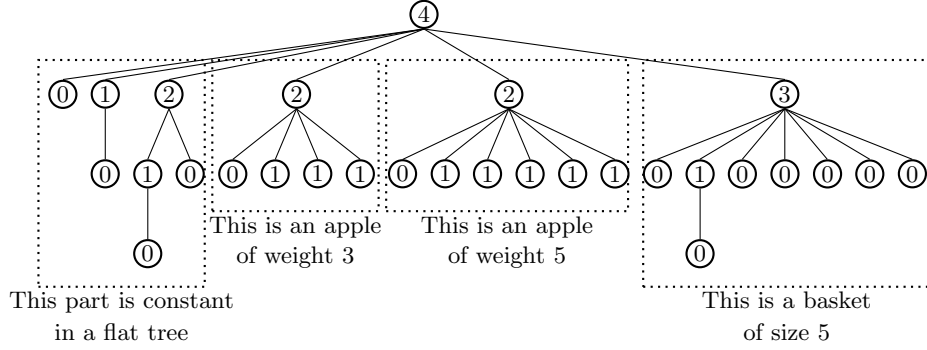 4
0 1 2 2 2 3
0 1 0 0 1 1 1 0 1 1 1 1 1 0 1 0 0 0 0 0
This is an apple
of weight 3
This is an apple
of weight 5
0 0
This part is constant
in a flat tree
This is a basket
of size 5